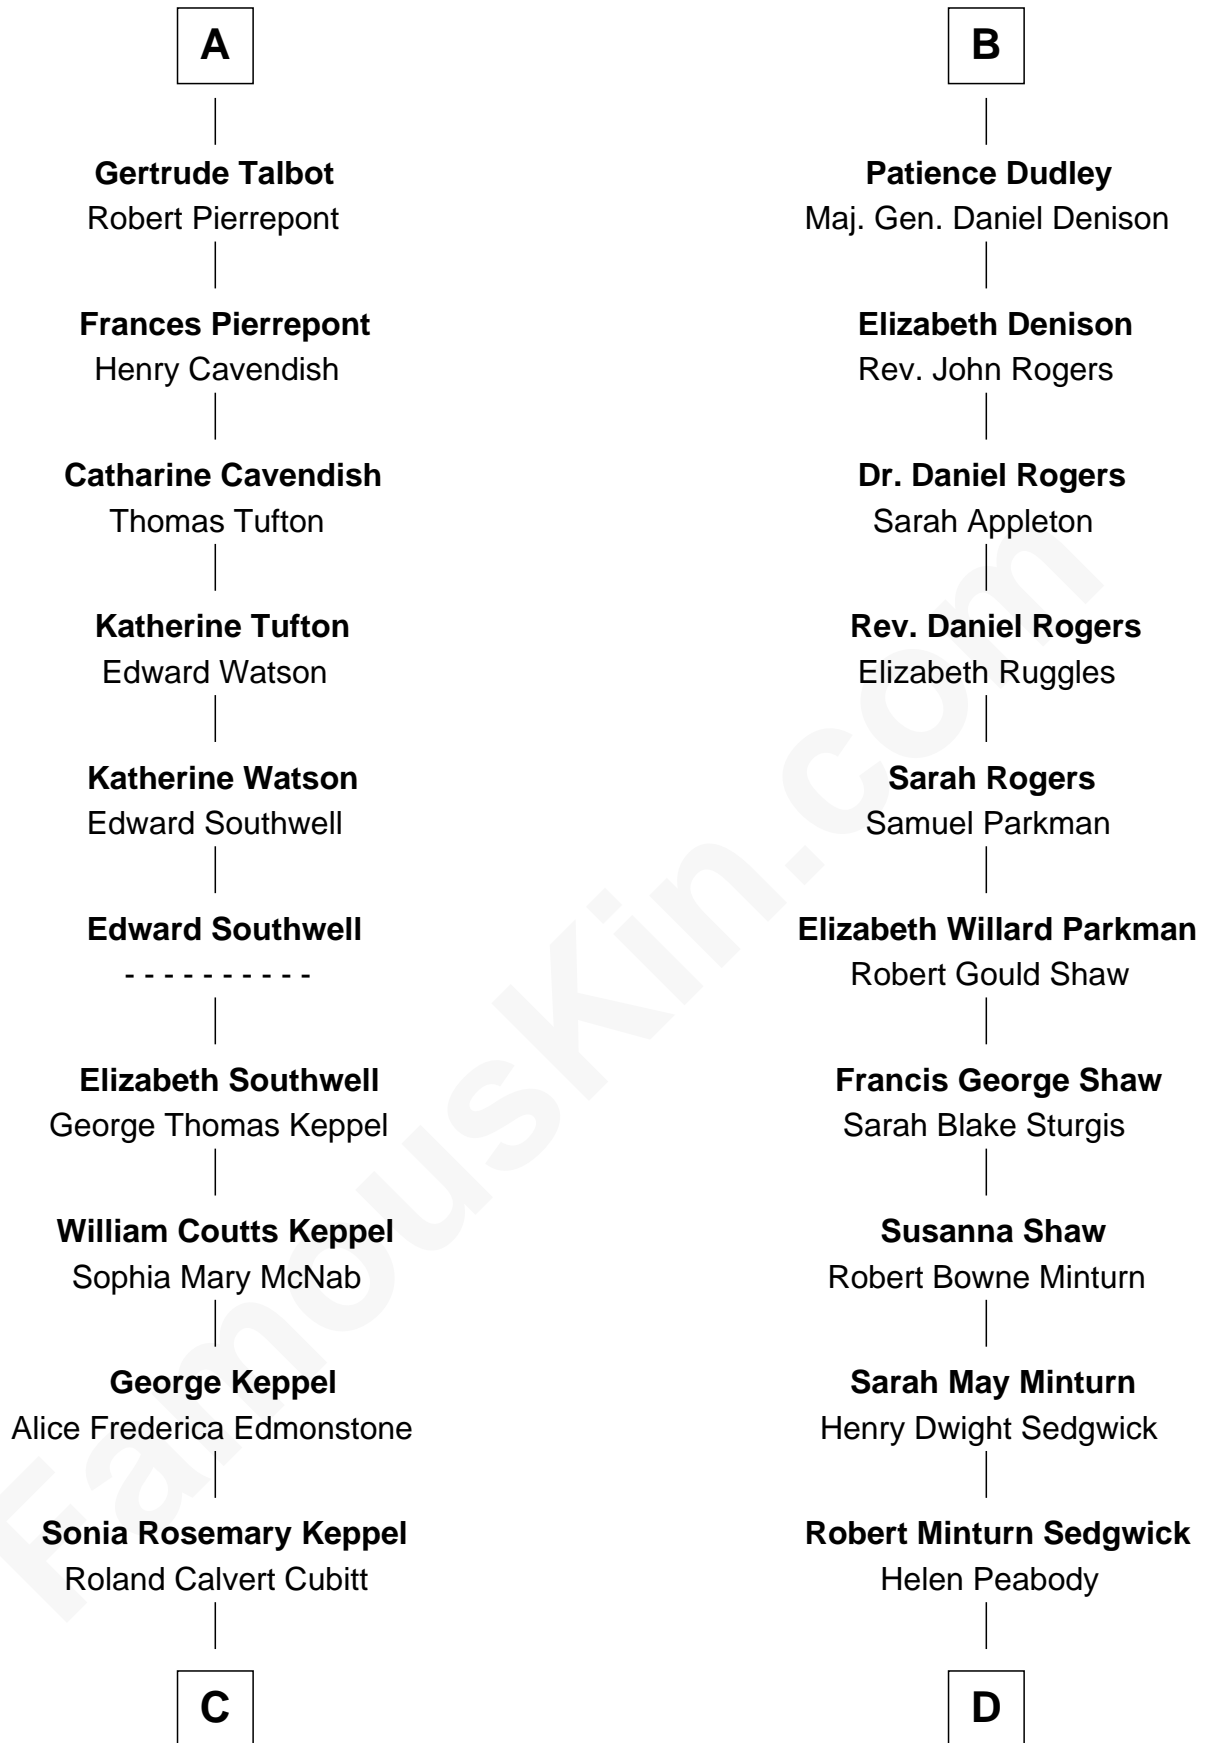 A
Gertrude Talbot
Robert Pierrepont
Frances Pierrepont
Henry Cavendish
Catharine Cavendish
Thomas Tufton
Katherine Tufton
Edward Watson
Katherine Watson
Edward Southwell
Edward Southwell
- - - - - - - - - -
Elizabeth Southwell
George Thomas Keppel
William Coutts Keppel
Sophia Mary McNab
George Keppel
Alice Frederica Edmonstone
Sonia Rosemary Keppel
Roland Calvert Cubitt
C
B
Patience Dudley
Maj. Gen. Daniel Denison
Elizabeth Denison
Rev. John Rogers
Dr. Daniel Rogers
Sarah Appleton
Rev. Daniel Rogers
Elizabeth Ruggles
Sarah Rogers
Samuel Parkman
Elizabeth Willard Parkman
Robert Gould Shaw
Francis George Shaw
Sarah Blake Sturgis
Susanna Shaw
Robert Bowne Minturn
Sarah May Minturn
Henry Dwight Sedgwick
Robert Minturn Sedgwick
Helen Peabody
D
FamousKin.com